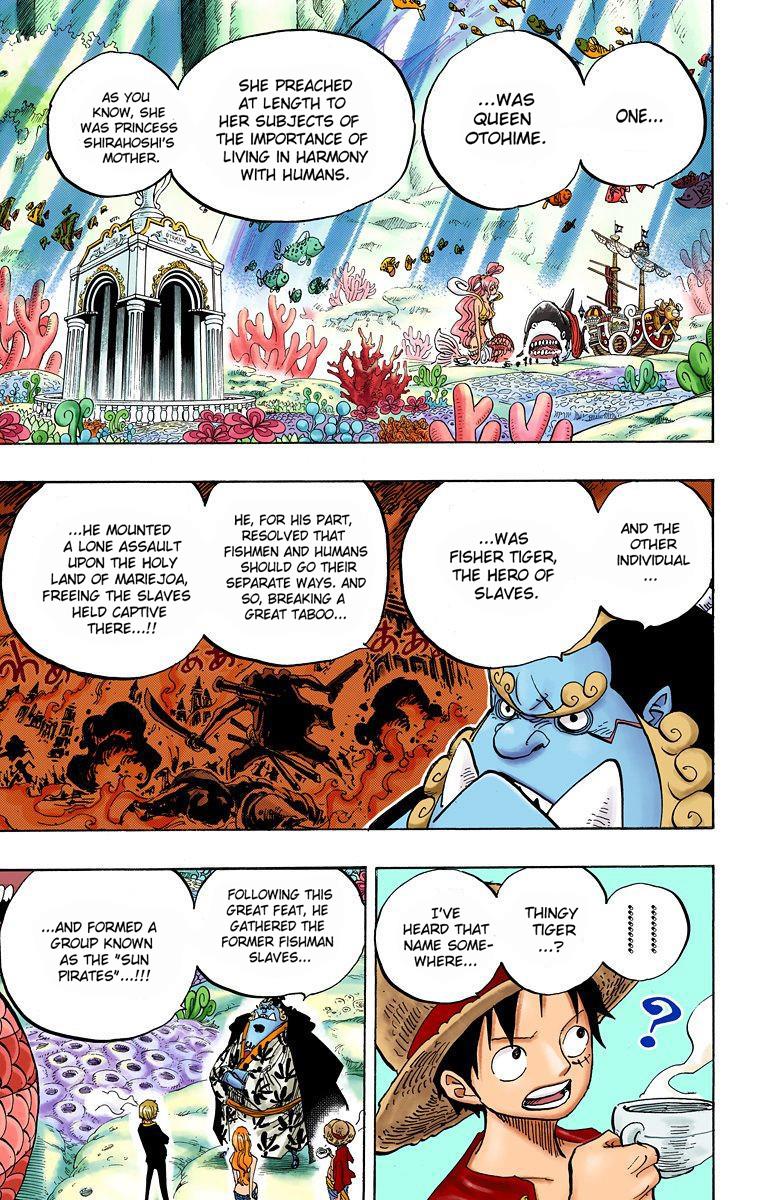 ONE...
...WAS
QUEEN
OTOHIME.
SHE PREACHED
AT LENGTH TO
HER SUBJECTS OF
THE IMPORTANCE OF
LIVING IN HARMONY
WITH HUMANS.
AS YOU
KNOW, SHE
WAS PRINCESS
SHIRAHOSHI'S
MOTHER.
AND THE
OTHER
INDIVIDUAL
...
...WAS
FISHER TIGER,
THE HERO OF
SLAVES.
HE, FOR HIS PART,
RESOLVED THAT
FISHMEN AND HUMANS
SHOULD GO THEIR
SEPARATE WAYS. AND
SO, BREAKING A
GREAT TABOO...
...HE MOUNTED
A LONE ASSAULT
UPON THE HOLY
LAND OF MARIEJOA,
FREEING THE SLAVES
HELD CAPTIVE
THERE...!!
THINGY
TIGER
...?
I'VE
HEARD THAT
NAME SOME-
WHERE...
?
FOLLOWING THIS
GREAT FEAT, HE
GATHERED THE
FORMER FISHMAN
SLAVES...
...AND FORMED A
GROUP KNOWN
AS THE "SUN
PIRATES"...!!!